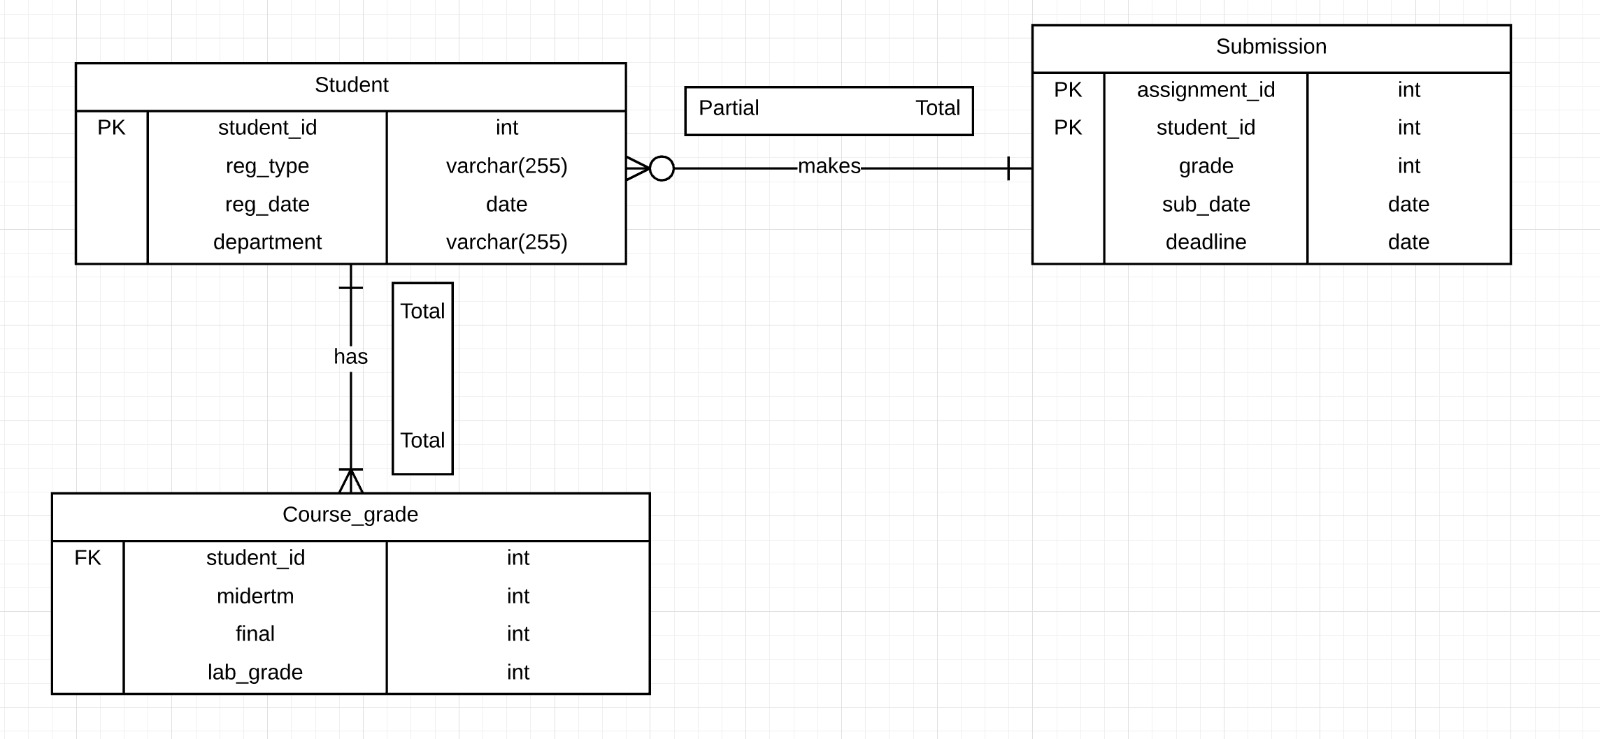 Student
PK student_id int
reg_type varchar(255)
reg_date date
department varchar(255)
Partial Total
makes
Submission
PK assignment_id int
PK student_id int
grade int
sub_date date
deadline date
Total
has
Total
Course_grade
FK student_id int
midertm int
final int
lab_grade int